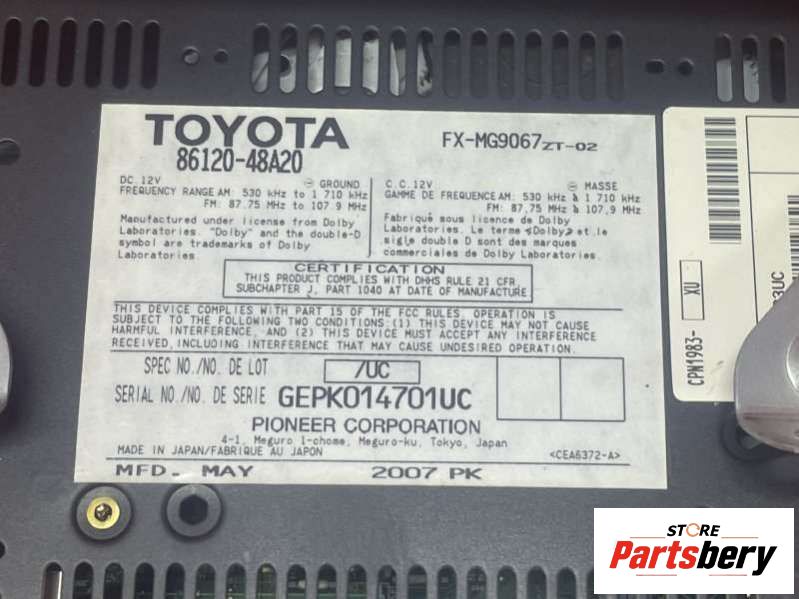 TOYOTA
86120-48A20
FX-MG9067ZT-02
DC. 12V ⊖ GROUND
FREQUENCY RANGE AM: 530 kHz to 1 710 kHz
FM: 87.75 MHz to 107.9 MHz
Manufactured under license from Dolby
Laboratories. "Dolby" and the double-D
symbol are trademarks of Dolby
Laboratories.
C.C. 12V ⊖ MASSE
GAMME DE FREQUENCE AM: 530 kHz à 1 710 kHz
FM: 87,75 MHz à 107,9 MHz
Fabriqué sous licence de Dolby
Laboratories. Le terme «Dolby» et le
sigle double D sont des marques
commerciales de Dolby Laboratories.
CERTIFICATION
THIS PRODUCT COMPLIES WITH DHHS RULE 21 CFR
SUBCHAPTER J, PART 1040 AT DATE OF MANUFACTURE
THIS DEVICE COMPLIES WITH PART 15 OF THE FCC RULES. OPERATION IS
SUBJECT TO THE FOLLOWING TWO CONDITIONS:(1) THIS DEVICE MAY NOT CAUSE
HARMFUL INTERFERENCE, AND (2) THIS DEVICE MUST ACCEPT ANY INTERFERENCE
RECEIVED, INCLUDING INTERFERENCE THAT MAY CAUSE UNDESIRED OPERATION.
SPEC NO./NO. DE LOT /UC
SERIAL NO./NO. DE SERIE GEPK014701UC
PIONEER CORPORATION
4-1, Meguro 1-chome, Meguro-ku, Tokyo, Japan
MADE IN JAPAN/FABRIQUE AU JAPON <CEA6372-A>
MFD. MAY 2007 PK
CPN1983- XU
STORE
Partsbery